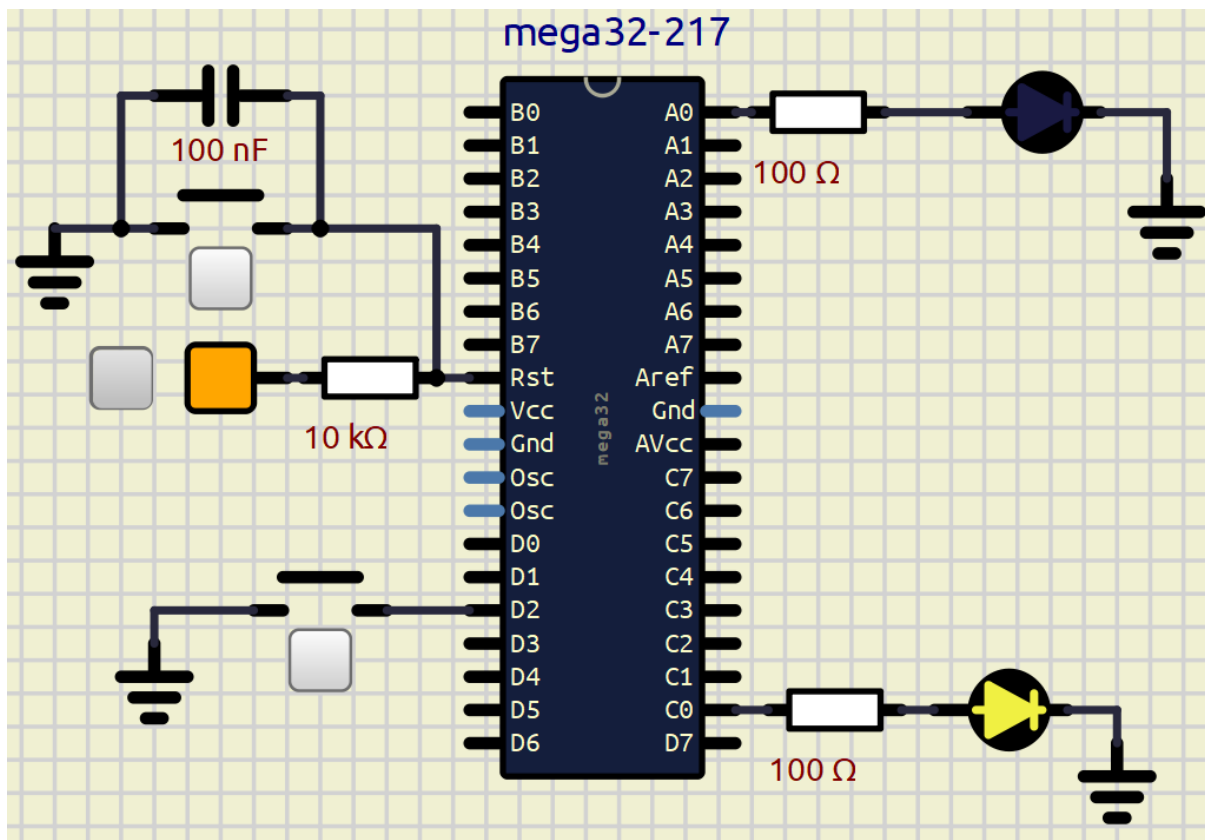 mega32-217
100 nF
B0
B1
B2
B3
B4
B5
B6
B7
Rst
Vcc
Gnd
Osc
Osc
D0
D1
D2
D3
D4
D5
D6
mega32
A0
A1
A2
A3
A4
A5
A6
A7
Aref
Gnd
AVcc
C7
C6
C5
C4
C3
C2
C1
C0
D7
100 Ω
10 kΩ
100 Ω